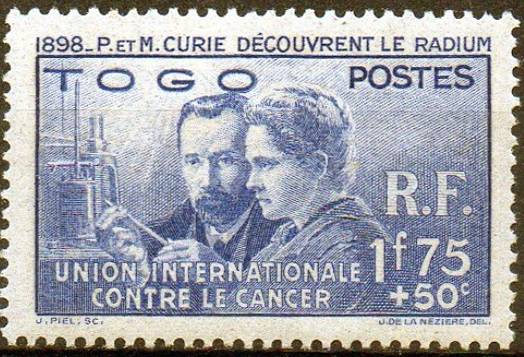 1898_P. ET M. CURIE DÉCOUVRENT LE RADIUM
TOGO POSTES
R.F.
1f 75
+50c
UNION INTERNATIONALE
CONTRE LE CANCER
J. PIEL. SC. J. DE LA NÉZIÈRE, DEL.